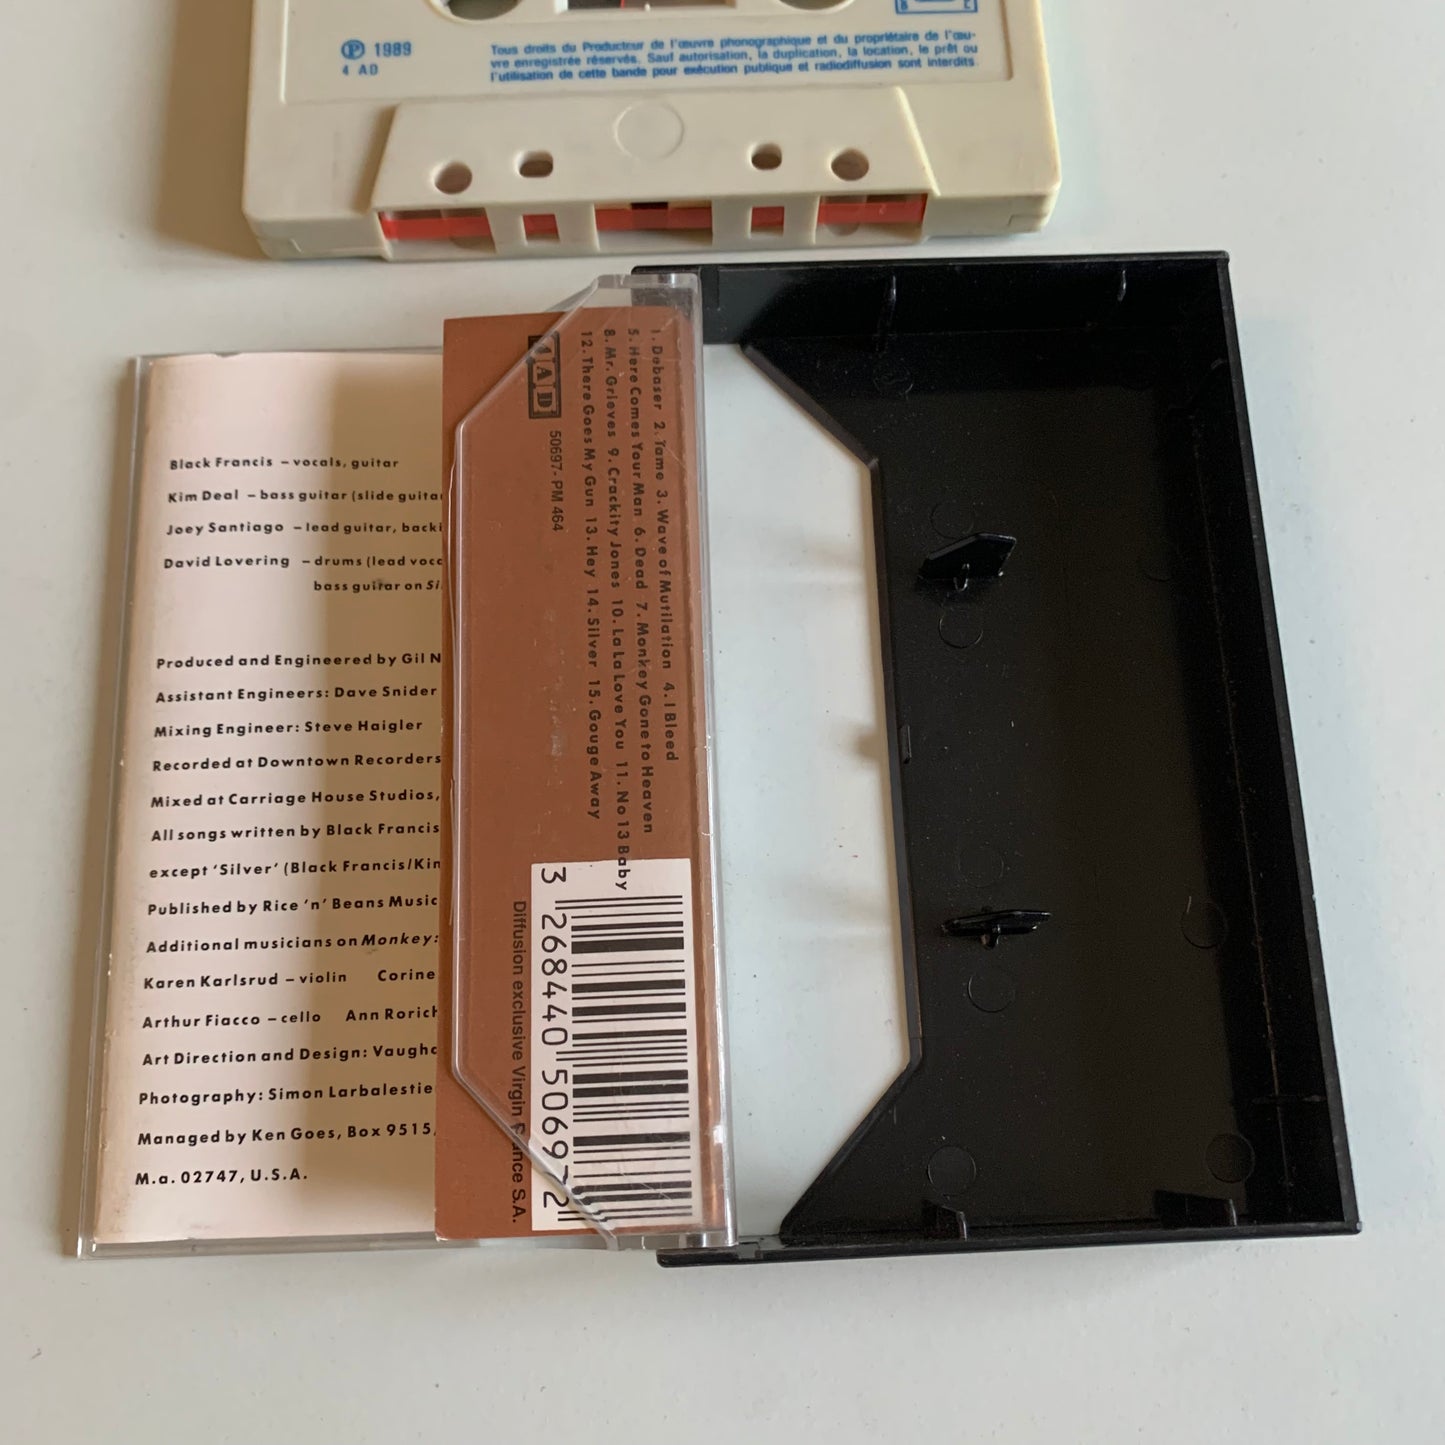 ℗ 1989
4 AD
Tous droits du Producteur de l'œuvre phonographique et du propriétaire de l'œu-
vre enregistrée réservés. Sauf autorisation, la duplication, la location, le prêt ou
l'utilisation de cette bande pour exécution publique et radiodiffusion sont interdits.
Black Francis – vocals, guitar
Kim Deal – bass guitar (slide guitar
Joey Santiago – lead guitar, backi
David Lovering – drums (lead voca
bass guitar on Si
Produced and Engineered by Gil N
Assistant Engineers: Dave Snider
Mixing Engineer: Steve Haigler
Recorded at Downtown Recorders
Mixed at Carriage House Studios,
All songs written by Black Francis
except 'Silver' (Black Francis/Kim
Published by Rice 'n' Beans Music
Additional musicians on Monkey:
Karen Karlsrud – violin Corine
Arthur Fiacco – cello Ann Rorich
Art Direction and Design: Vaugha
Photography: Simon Larbalestie
Managed by Ken Goes, Box 9515,
M.a. 02747, U.S.A.
1. Debaser 2. Tame 3. Wave of Mutilation 4. I Bleed
5. Here Comes Your Man 6. Dead 7. Monkey Gone to Heaven
8. Mr. Grieves 9. Crackity Jones 10. La La Love You 11. No 13 Baby
12. There Goes My Gun 13. Hey 14. Silver 15. Gouge Away
4AD
50697- PM 464
3 268440 506972
Diffusion exclusive Virgin France S.A.